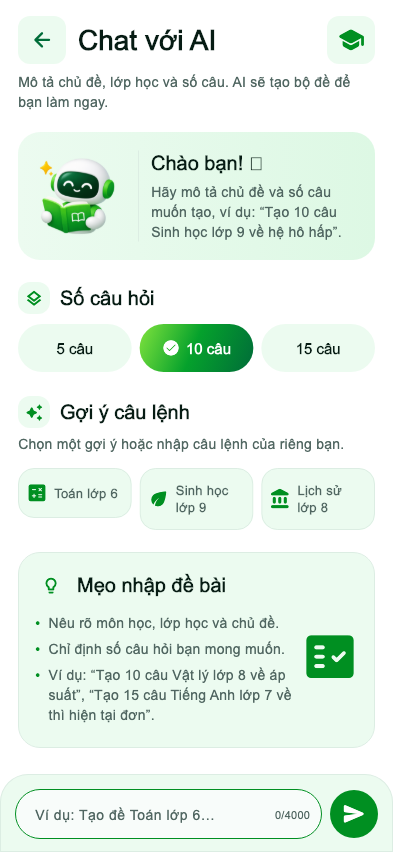 Chat với AI
Mô tả chủ đề, lớp học và số câu. AI sẽ tạo bộ đề để
bạn làm ngay.
Chào bạn!
Hãy mô tả chủ đề và số câu
muốn tạo, ví dụ: “Tạo 10 câu
Sinh học lớp 9 về hệ hô hấp”.
Số câu hỏi
5 câu
10 câu
15 câu
Gợi ý câu lệnh
Chọn một gợi ý hoặc nhập câu lệnh của riêng bạn.
Toán lớp 6
Sinh học
lớp 9
Lịch sử
lớp 8
Mẹo nhập đề bài
• Nêu rõ môn học, lớp học và chủ đề.
• Chỉ định số câu hỏi bạn mong muốn.
• Ví dụ: “Tạo 10 câu Vật lý lớp 8 về áp
suất”, “Tạo 15 câu Tiếng Anh lớp 7 về
thì hiện tại đơn”.
Ví dụ: Tạo đề Toán lớp 6...
0/4000